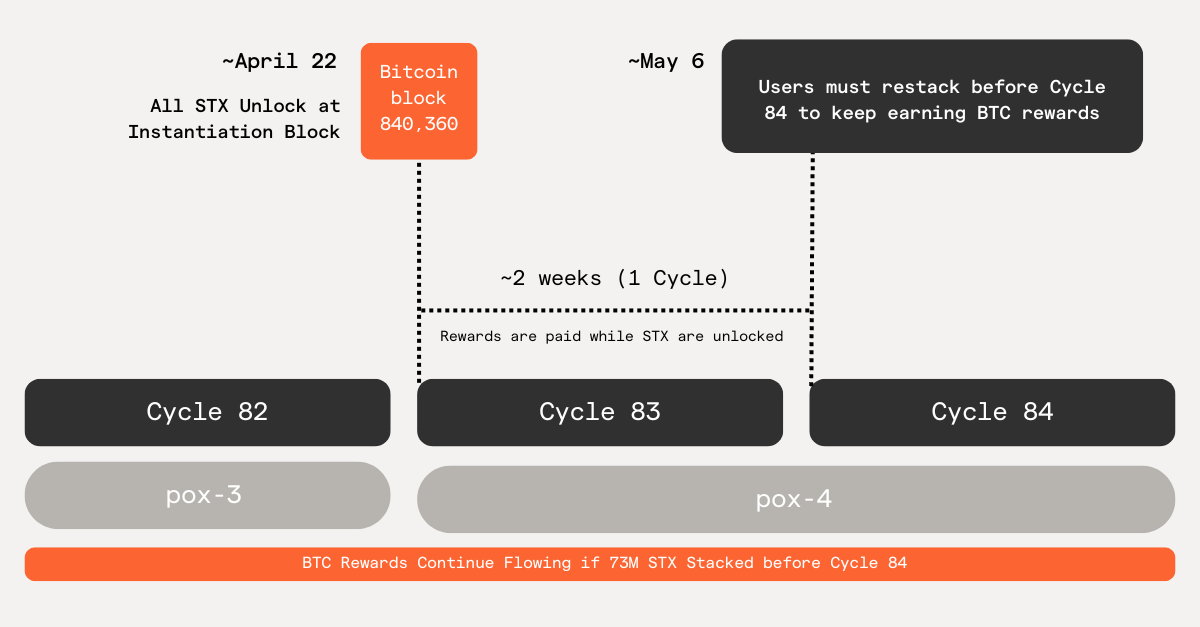 ~April 22
All STX Unlock at
Instantiation Block
Bitcoin
block
840,360
~May 6
Users must restack before Cycle
84 to keep earning BTC rewards
~2 weeks (1 Cycle)
Rewards are paid while STX are unlocked
Cycle 82
Cycle 83
Cycle 84
pox-3
pox-4
BTC Rewards Continue Flowing if 73M STX Stacked before Cycle 84